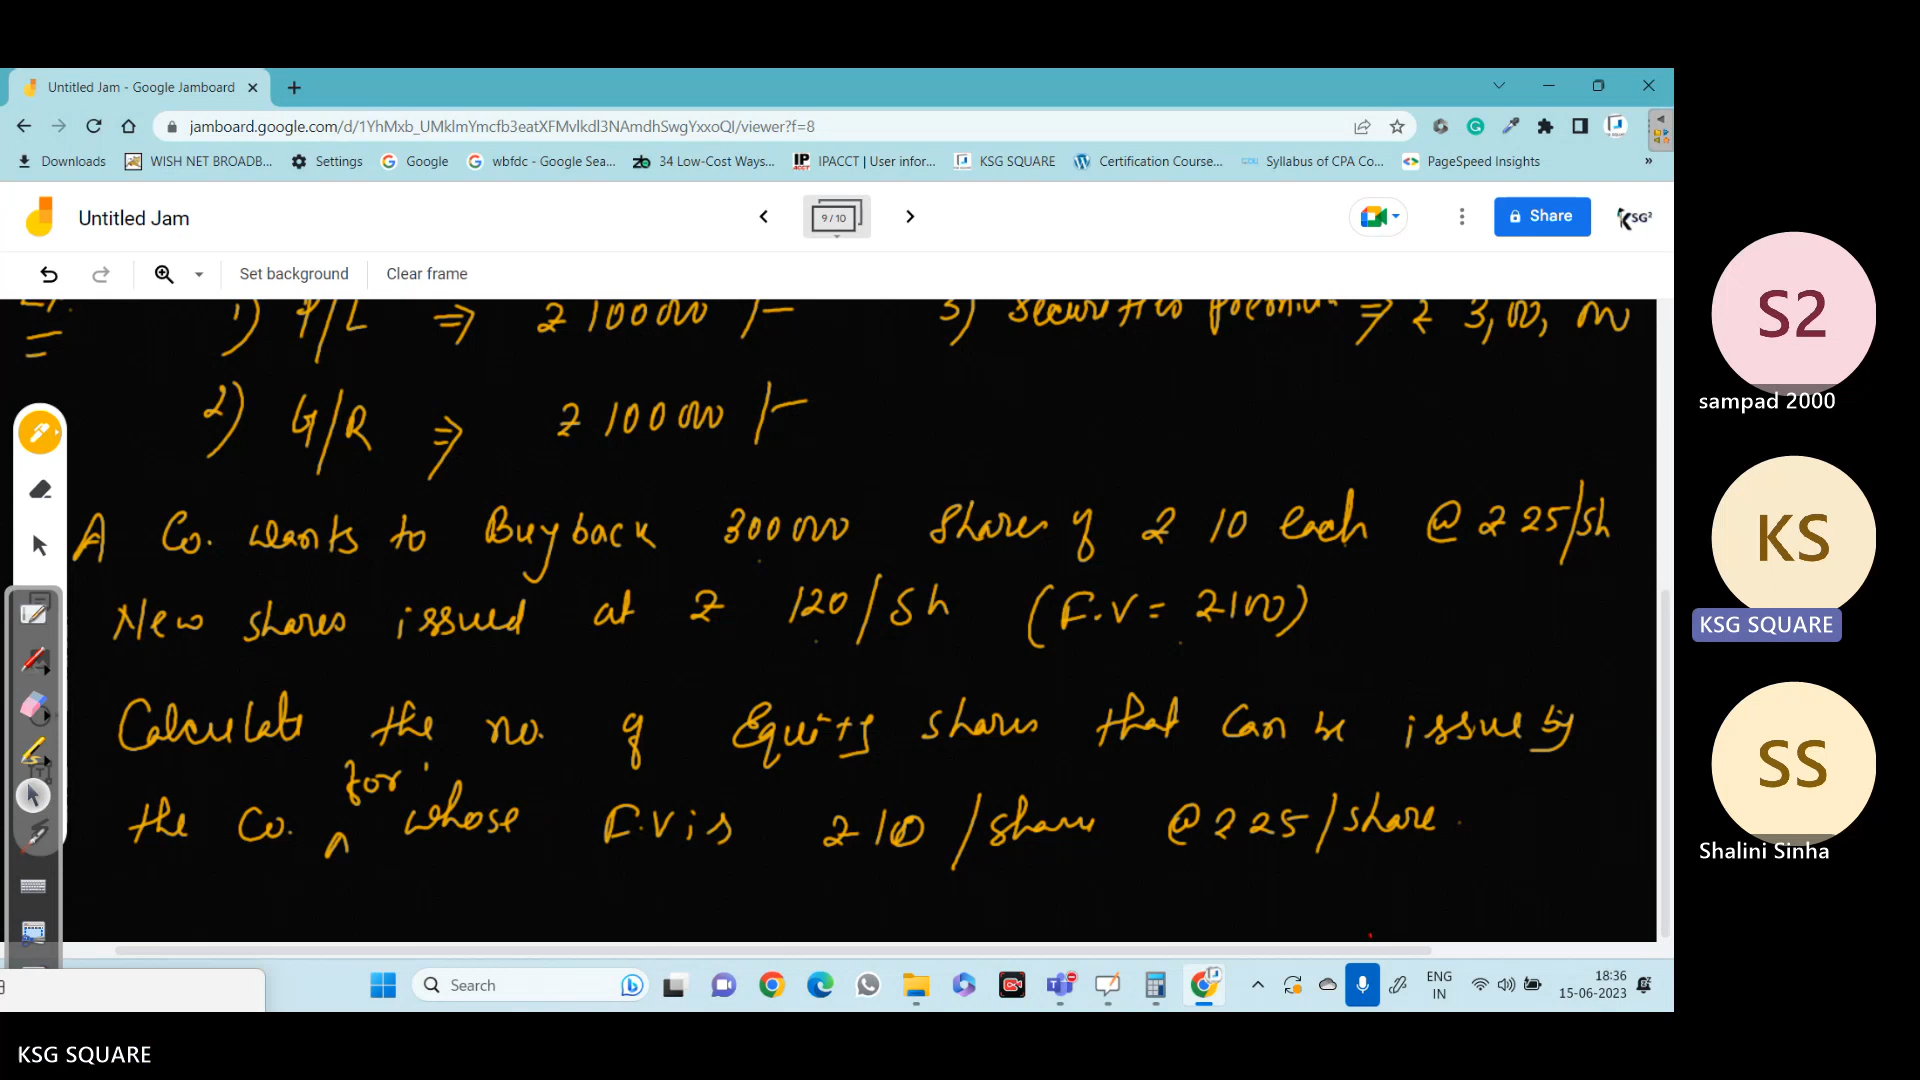 Untitled Jam - Google Jamboard
jamboard.google.com/d/1YhMxb_UMklmYmcfb3eatXFMvlkdl3NAmdhSwgYxxoQI/viewer?f=8
Downloads WISH NET BROADB... Settings Google wbfdc - Google Sea... 34 Low-Cost Ways... IPACCT | User infor... KSG SQUARE Certification Course... Syllabus of CPA Co... PageSpeed Insights »
Untitled Jam
9 / 10
Share
KSG²
Set background Clear frame
1) P/L ⇒ ₹ 100000 /- 3) Securities premium ⇒ ₹ 3,00,000
2) G/R ⇒ ₹ 100000 /-
A Co. wants to Buyback 300000 Shares of ₹ 10 each @ ₹ 25/sh
New shares issued at ₹ 120/Sh (F.V = ₹100)
Calculate the no. of Equity shares that can be issue by
the Co. for whose F.V is ₹ 10 /share @ ₹ 25/share.
S2
sampad 2000
KS
KSG SQUARE
SS
Shalini Sinha
Search
ENG
IN
18:36
15-06-2023
KSG SQUARE